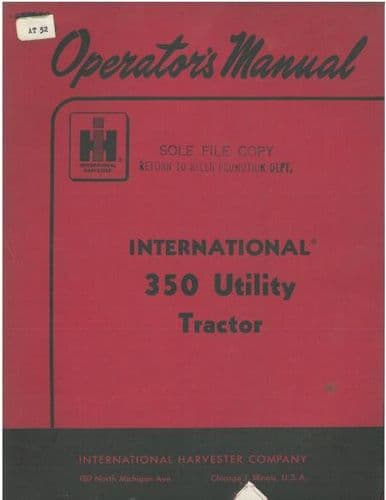 AT 52
Operator's Manual
IH
INTERNATIONAL
HARVESTER
®
SOLE FILE COPY
RETURN TO SALES PROMOTION DEPT.
INTERNATIONAL®
350 Utility
Tractor
INTERNATIONAL HARVESTER COMPANY
180 North Michigan Ave.
Chicago 1, Illinois, U.S.A.